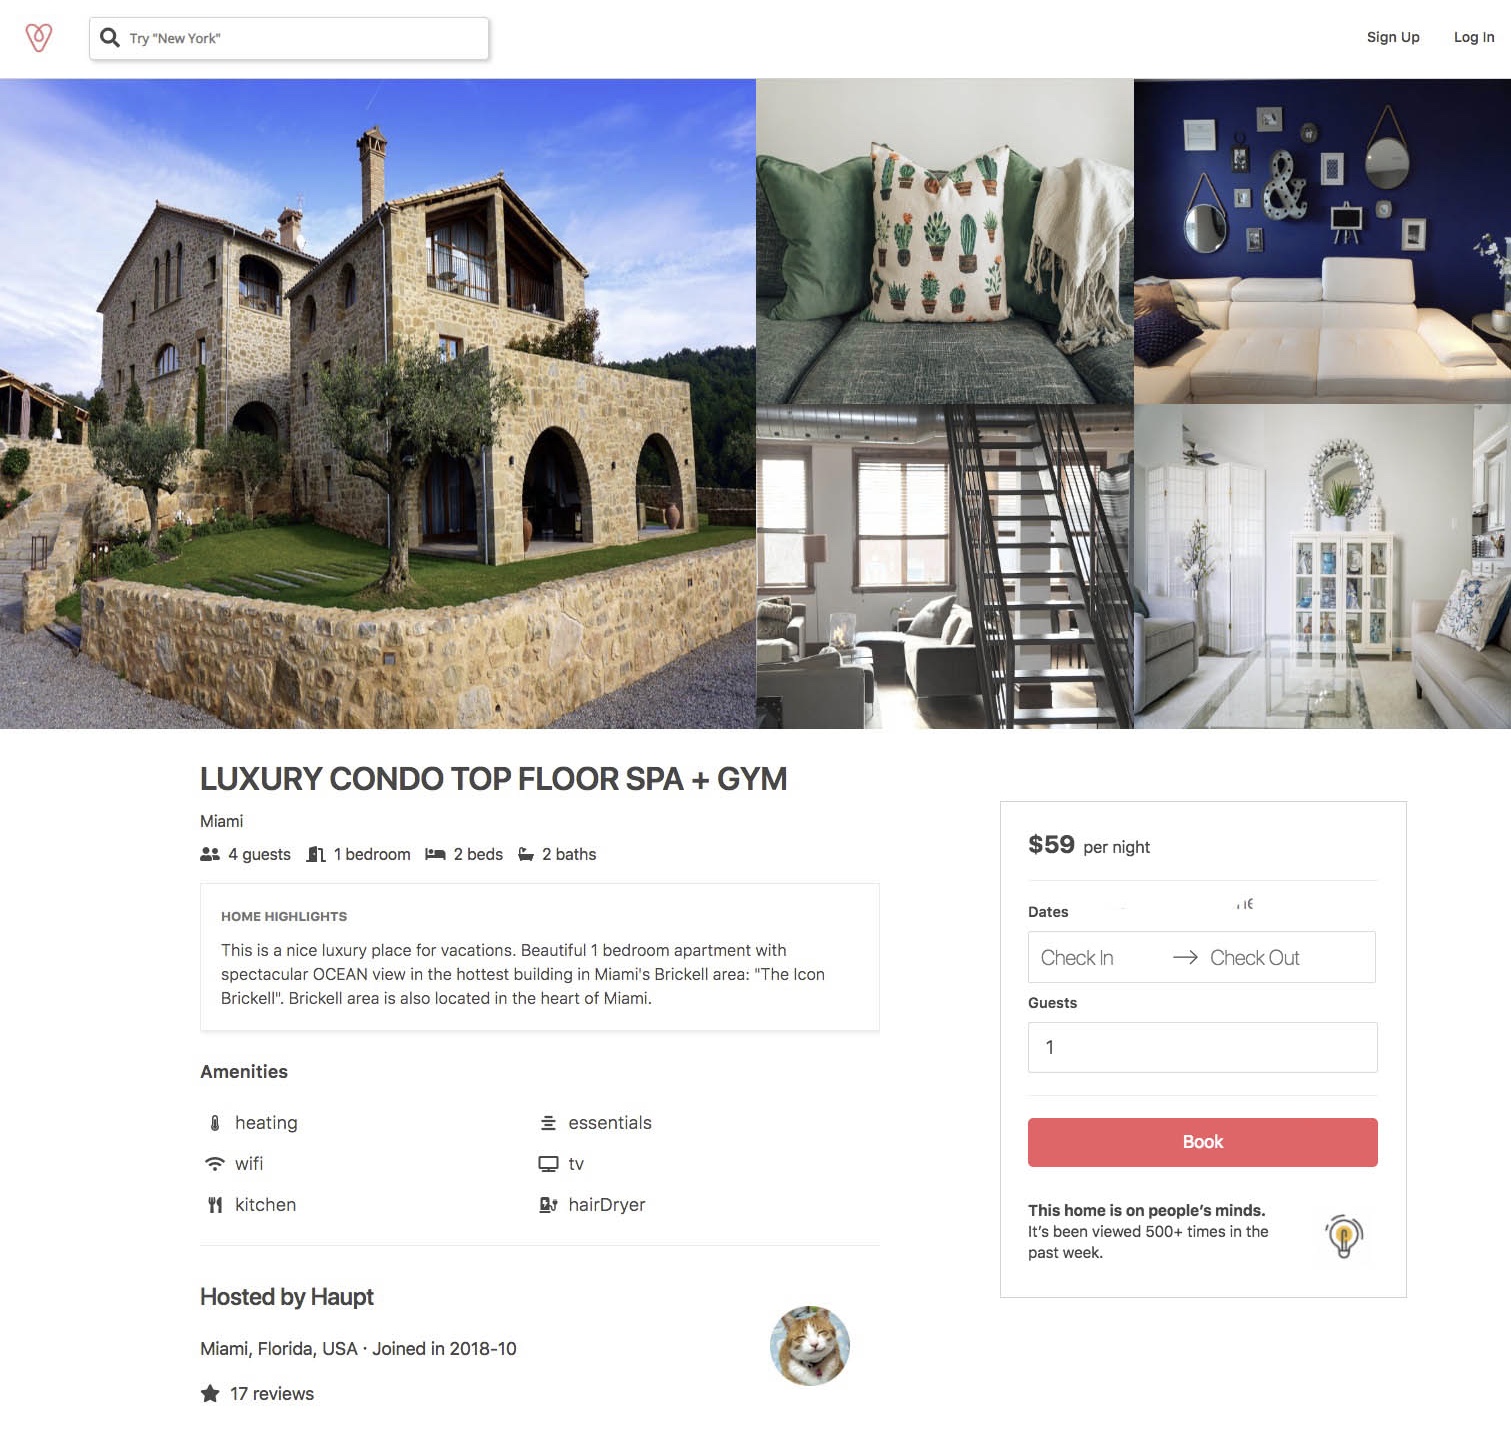 Try "New York"
Sign Up
Log In
&
LUXURY CONDO TOP FLOOR SPA + GYM
Miami
4 guests 1 bedroom 2 beds 2 baths
HOME HIGHLIGHTS
This is a nice luxury place for vacations. Beautiful 1 bedroom apartment with
spectacular OCEAN view in the hottest building in Miami's Brickell area: "The Icon
Brickell". Brickell area is also located in the heart of Miami.
Amenities
heating
essentials
wifi
tv
kitchen
hairDryer
Hosted by Haupt
Miami, Florida, USA · Joined in 2018-10
17 reviews
$59 per night
Dates
Check In → Check Out
Guests
1
Book
This home is on people’s minds.
It’s been viewed 500+ times in the
past week.